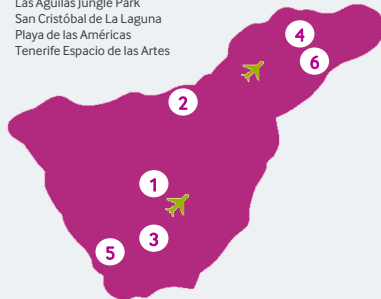 Las Águilas Jungle Park
San Cristóbal de La Laguna
Playa de las Américas
Tenerife Espacio de las Artes
4
6
2
1
3
5